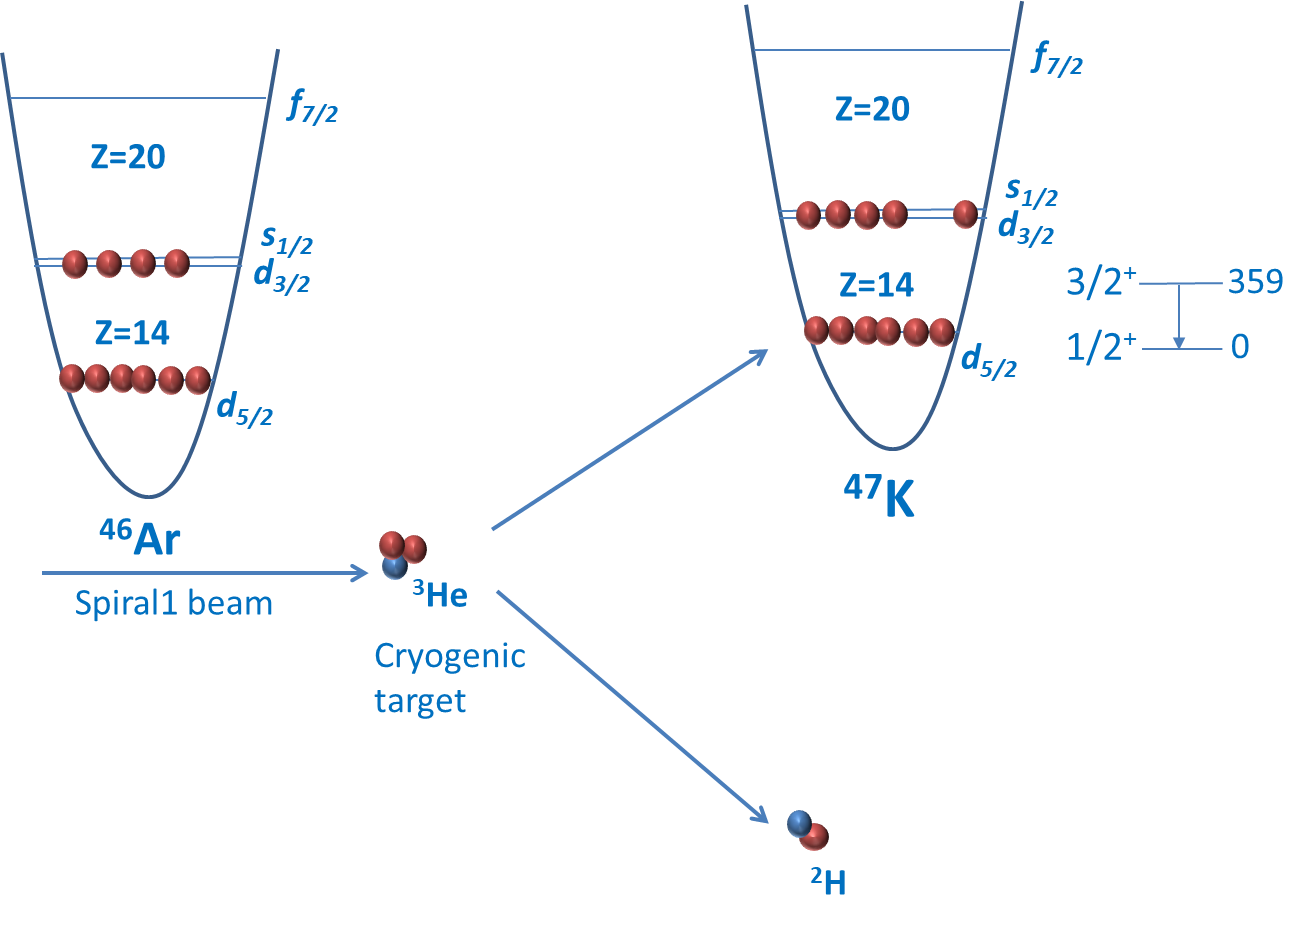 f7/2
Z=20
s1/2
d3/2
Z=14
d5/2
46Ar
Spiral1 beam
3He
Cryogenic
target
f7/2
Z=20
s1/2
d3/2
Z=14
d5/2
3/2+ 359
1/2+ 0
47K
2H